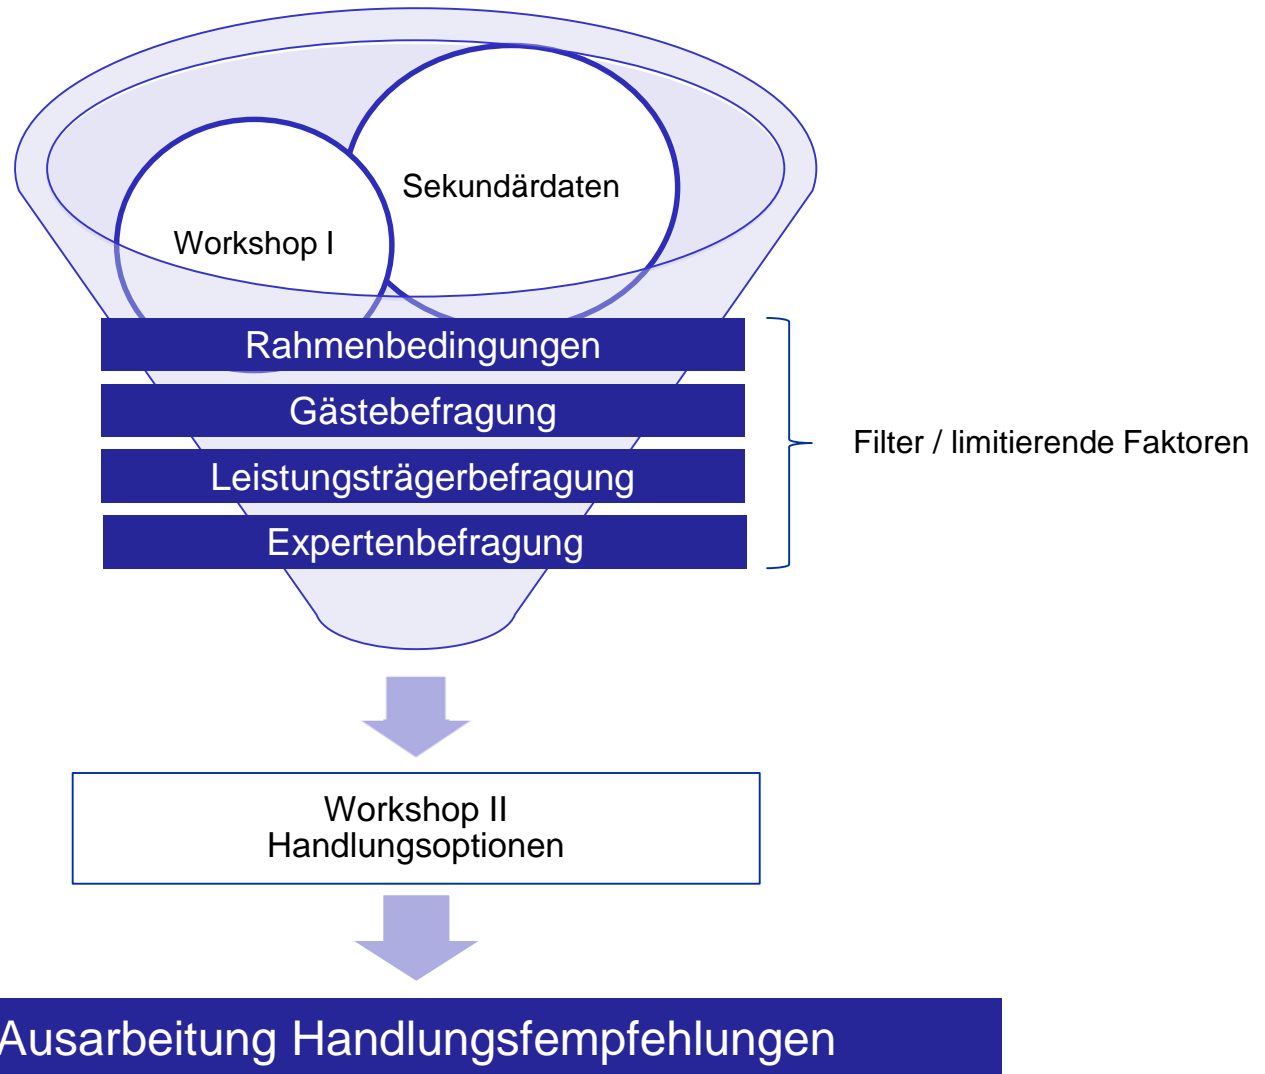 Sekundärdaten
Workshop I
Rahmenbedingungen
Gästebefragung
Leistungsträgerbefragung
Expertenbefragung
Filter / limitierende Faktoren
Workshop II
Handlungsoptionen
Ausarbeitung Handlungsfempfehlungen